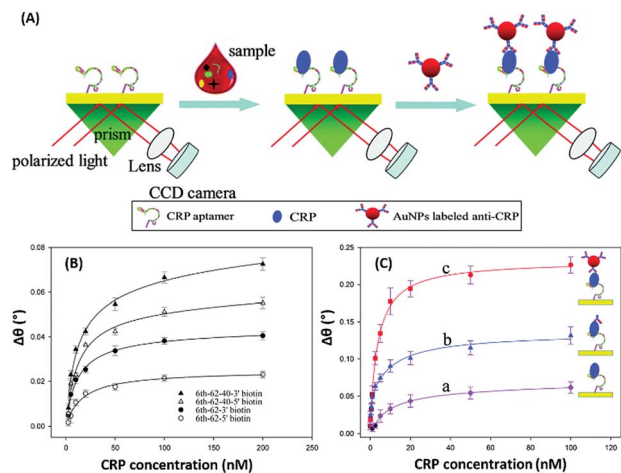 (A)
sample
prism
polarized light
Lens
CCD camera
CRP aptamer
CRP
AuNPs labeled anti-CRP
(B)
0.08
0.06
0.04
0.02
0.00
Δθ (°)
6th-62-40-3' biotin
6th-62-40-5' biotin
6th-62-3' biotin
6th-62-5' biotin
0 50 100 150 200 250
CRP concentration (nM)
(C)
0.25
0.20
0.15
0.10
0.05
0.00
Δθ (°)
c
b
a
0 20 40 60 80 100 120
CRP concentration (nM)